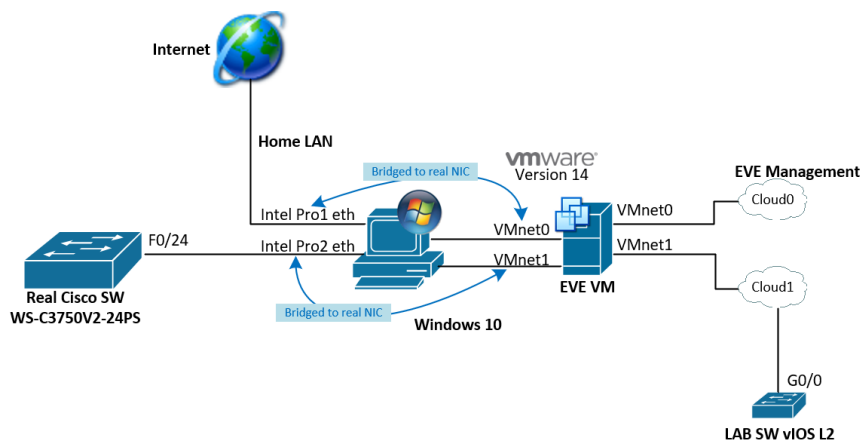 Internet
Home LAN
Bridged to real NIC
vmware®
Version 14
EVE Management
Cloud0
Intel Pro1 eth
VMnet0
VMnet0
F0/24
Intel Pro2 eth
VMnet1
VMnet1
EVE VM
Real Cisco SW
WS-C3750V2-24PS
Bridged to real NIC
Windows 10
Cloud1
G0/0
LAB SW vIOS L2